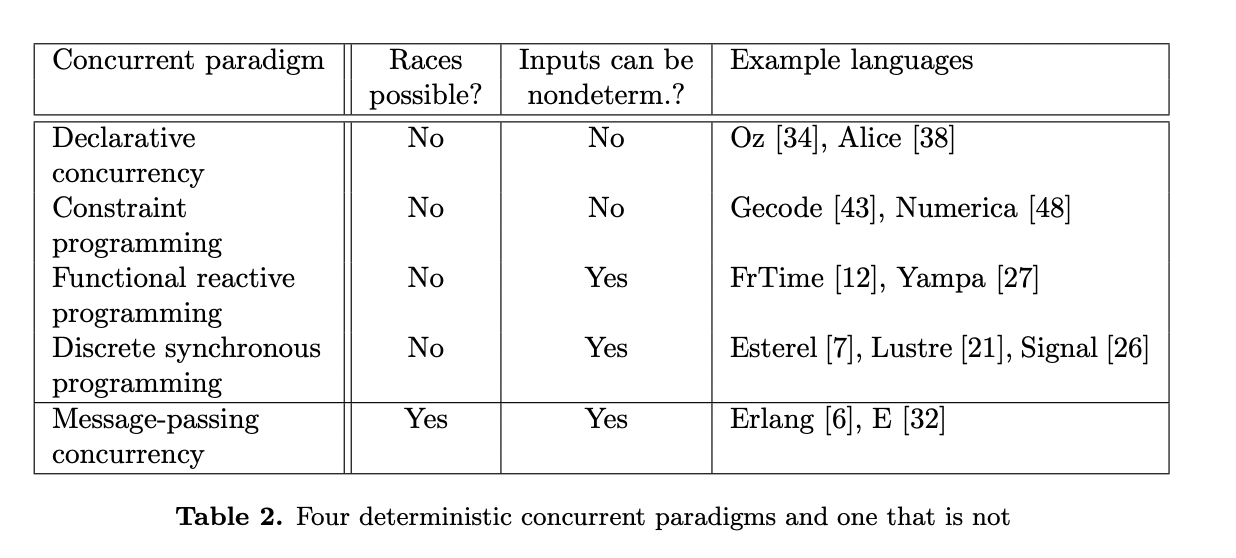 Concurrent paradigm Races Inputs can be Example languages
possible? nondeterm.?
Declarative No No Oz [34], Alice [38]
concurrency
Constraint No No Gecode [43], Numerica [48]
programming
Functional reactive No Yes FrTime [12], Yampa [27]
programming
Discrete synchronous No Yes Esterel [7], Lustre [21], Signal [26]
programming
Message-passing Yes Yes Erlang [6], E [32]
concurrency
Table 2. Four deterministic concurrent paradigms and one that is not